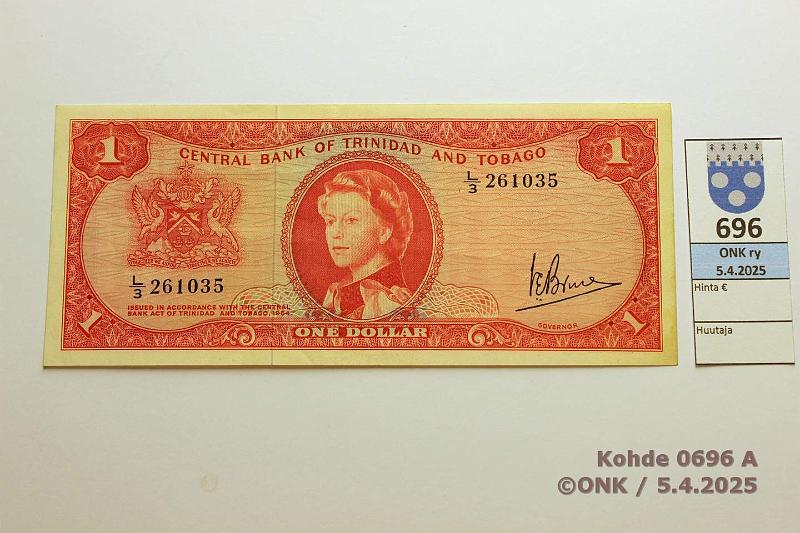 1
1
CENTRAL BANK OF TRINIDAD AND TOBAGO
L/3 261035
L/3 261035
ISSUED IN ACCORDANCE WITH THE CENTRAL
BANK ACT OF TRINIDAD AND TOBAGO, 1964
GOVERNOR
1
ONE DOLLAR
1
696
ONK ry
5.4.2025
Hinta €
Huutaja
Kohde 0696 A
©ONK / 5.4.2025